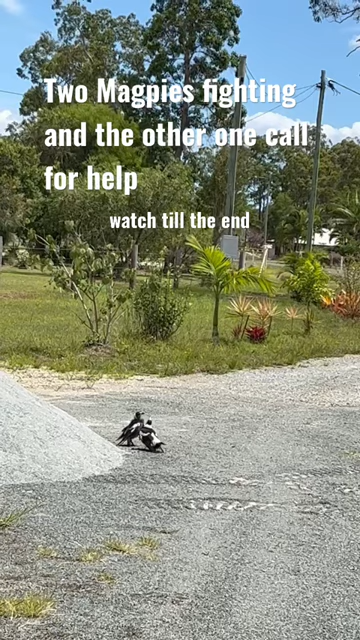 Two Magpies fighting
and the other one call
for help
watch till the end